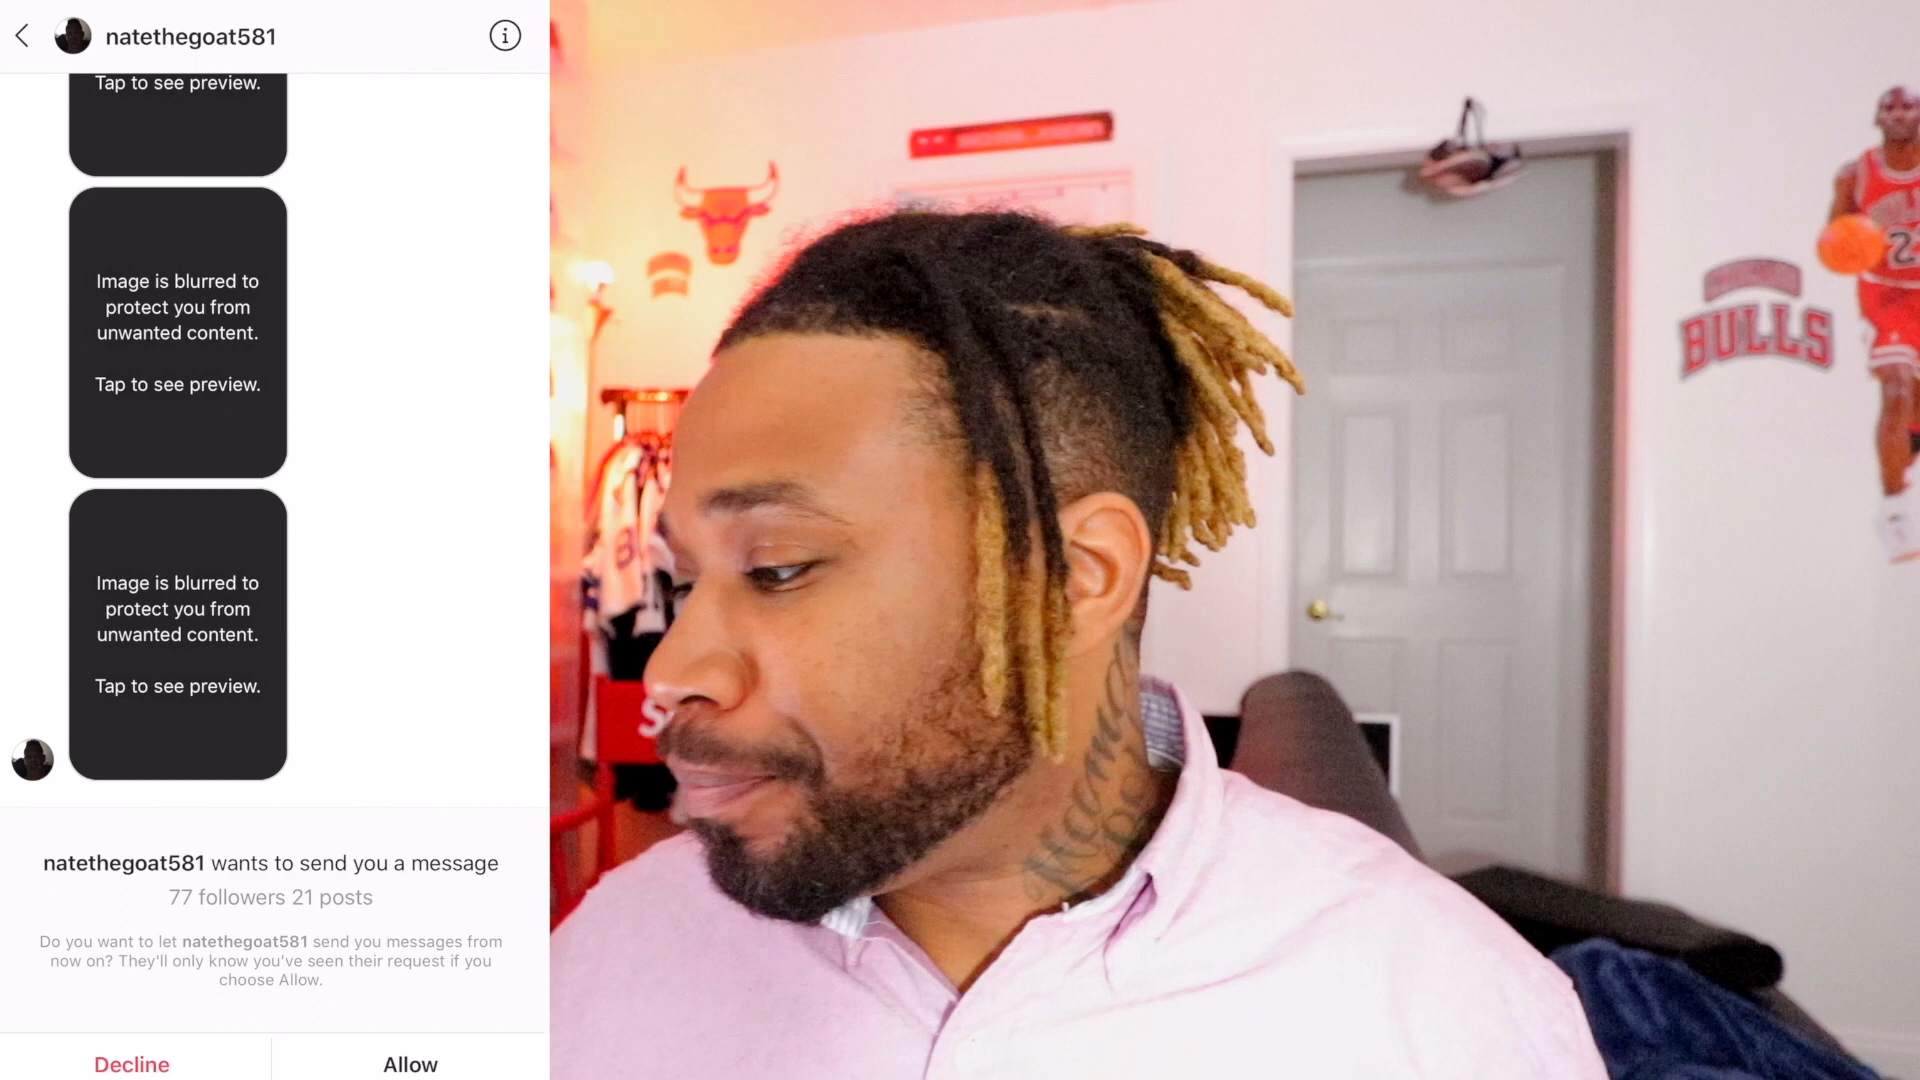 natethegoat581
Tap to see preview.
Image is blurred to
protect you from
unwanted content.
Tap to see preview.
Image is blurred to
protect you from
unwanted content.
Tap to see preview.
natethegoat581 wants to send you a message
77 followers 21 posts
Do you want to let natethegoat581 send you messages from
now on? They'll only know you've seen their request if you
choose Allow.
Decline
Allow
BULLS